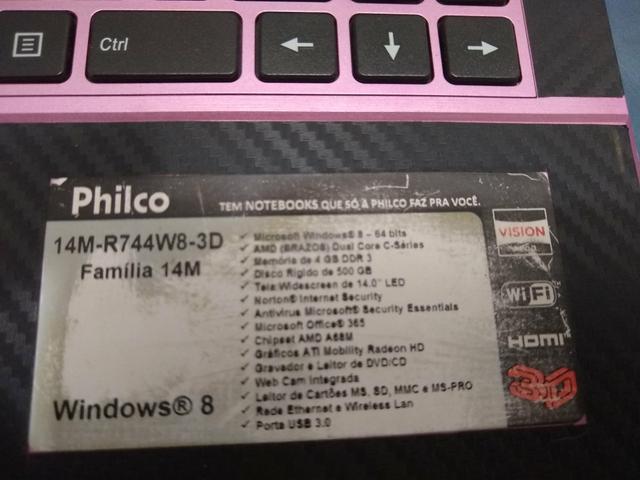 Ctrl
Philco
TEM NOTEBOOKS QUE SÓ A PHILCO FAZ PRA VOCÊ.
14M-R744W8-3D
Família 14M
Windows® 8
Microsoft Windows® 8 – 64 bits
AMD (BRAZOS) Dual Core C-Séries
Memória de 4 GB DDR 3
Disco Rígido de 500 GB
Tela Widescreen de 14.0" LED
Norton® Internet Security
Antivírus Microsoft® Security Essentials
Microsoft Office® 365
Chipset AMD A68M
Gráficos ATI Mobility Radeon HD
Gravador e Leitor de DVD/CD
Web Cam Integrada
Leitor de Cartões MS, SD, MMC e MS-PRO
Rede Ethernet e Wireless Lan
Porta USB 3.0
VISION
AMD
Wi Fi
HDMI
3D